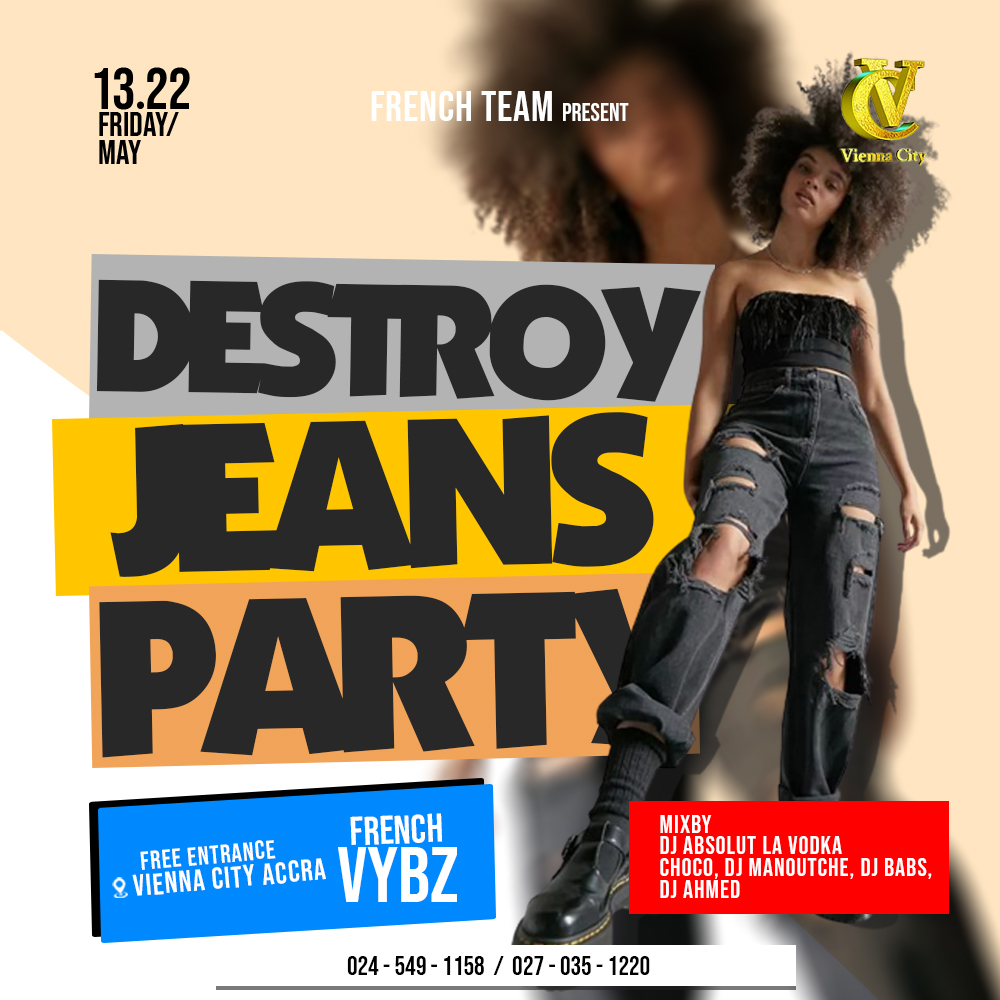 13.22
FRIDAY/
MAY
FRENCH TEAM PRESENT
VC
Vienna City
DESTROY
JEANS
PARTY
FREE ENTRANCE
VIENNA CITY ACCRA
FRENCH
VYBZ
MIXBY
DJ ABSOLUT LA VODKA
CHOCO, DJ MANOUTCHE, DJ BABS,
DJ AHMED
024 - 549 - 1158 / 027 - 035 - 1220